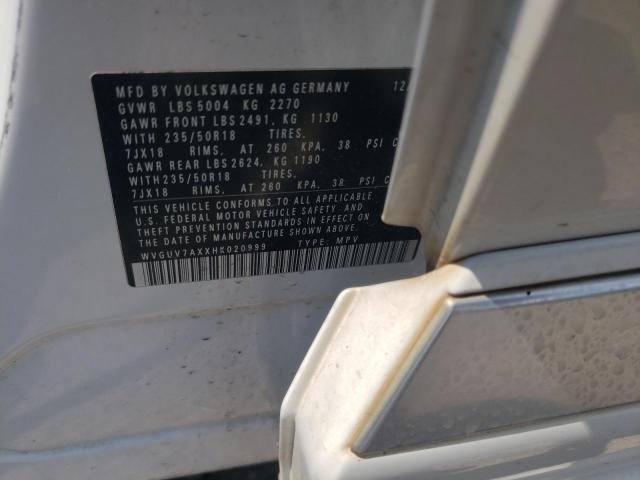 MFD BY VOLKSWAGEN AG GERMANY 12/
GVWR LBS 5004 KG 2270
GAWR FRONT LBS 2491, KG 1130
WITH 235/50R18 TIRES.
7JX18 RIMS. AT 260 KPA, 38 PSI C
GAWR REAR LBS 2624, KG 1190
WITH 235/50R18 TIRES.
7JX18 RIMS. AT 260 KPA, 38 PSI C
THIS VEHICLE CONFORMS TO ALL APPLICABLE
U.S. FEDERAL MOTOR VEHICLE SAFETY AND
THEFT PREVENTION STANDARDS IN EFFECT
ON THE DATE OF MANUFACTURE SHOWN ABOVE
WVGUV7AXXHK020999 TYPE: MPV